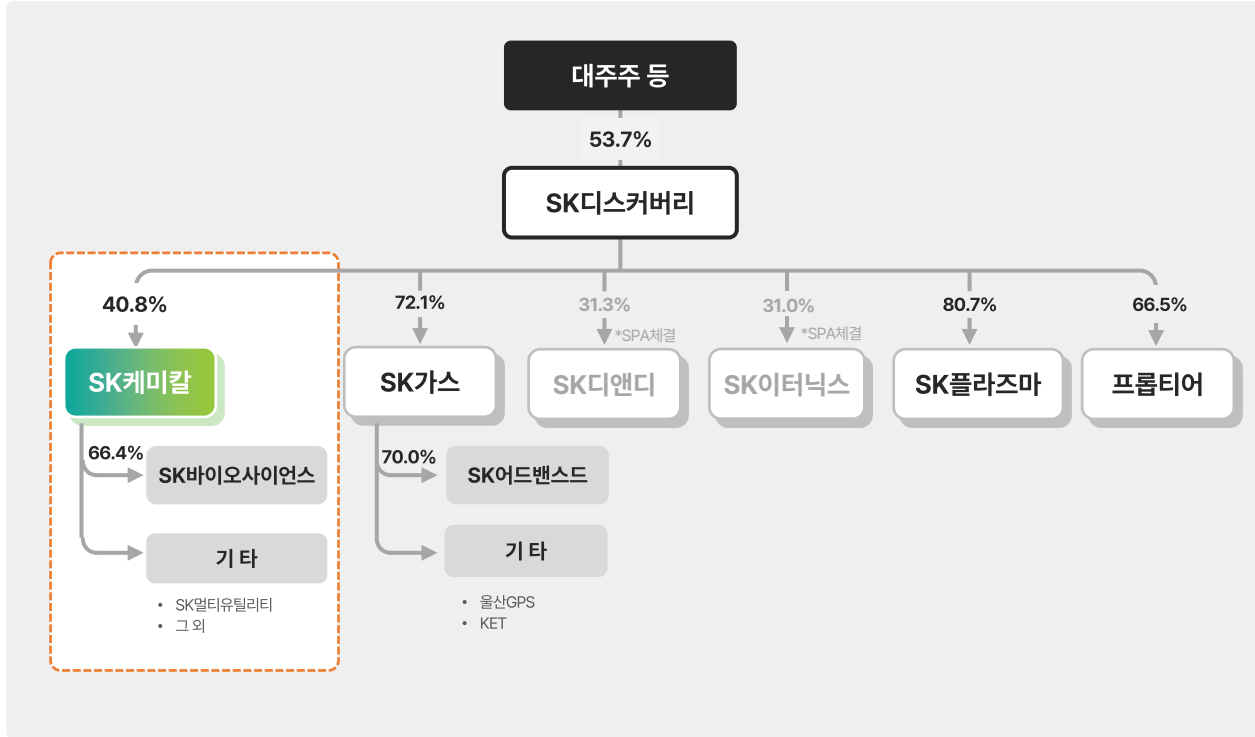 대주주 등
53.7%
SK디스커버리
40.8%
72.1%
31.3%
31.0%
80.7%
66.5%
*SPA체결
*SPA체결
SK케미칼
SK가스
SK디앤디
SK이터닉스
SK플라즈마
프롭티어
66.4%
SK바이오사이언스
70.0%
SK어드밴스드
기 타
기 타
• SK멀티유틸리티
• 그 외
• 울산GPS
• KET